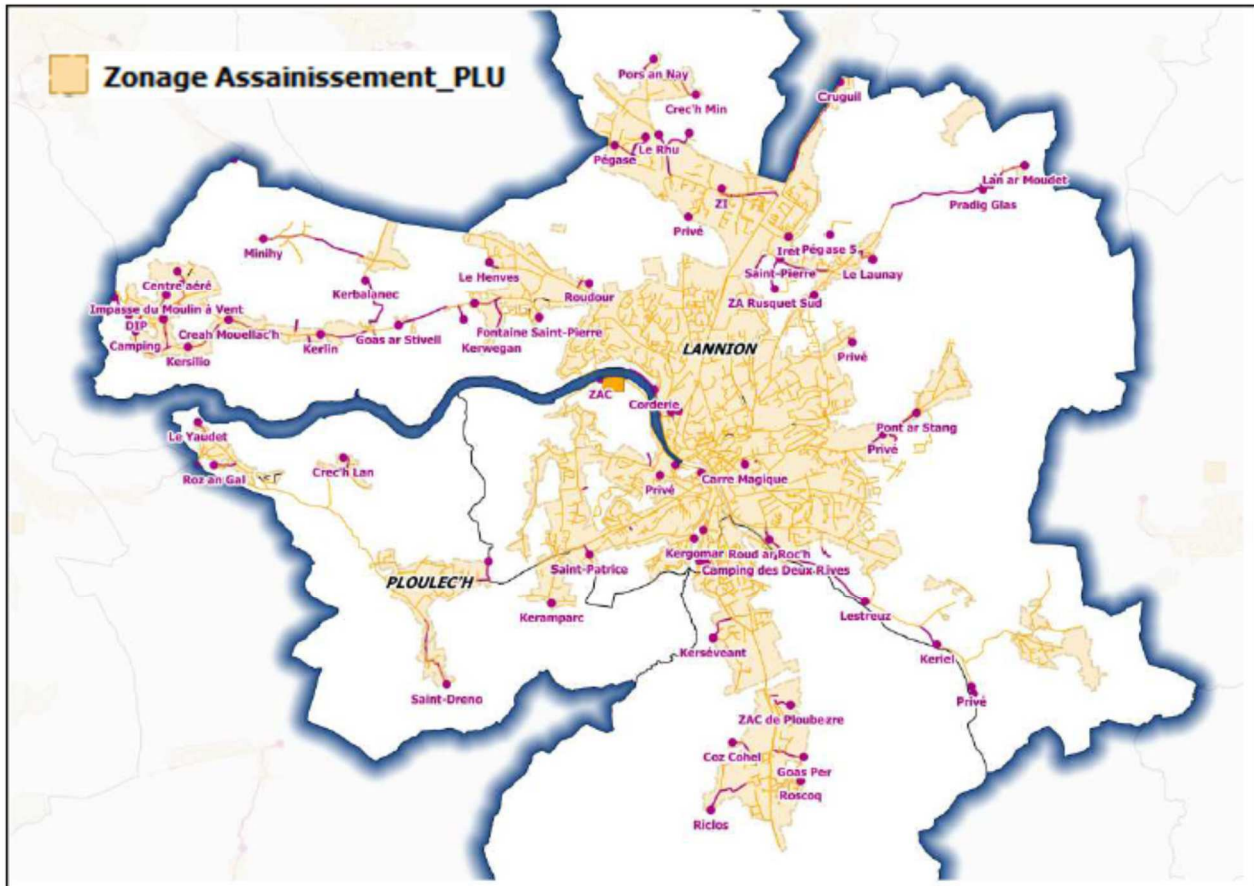 Zonage Assainissement_PLU
Pors an Nay
Crec'h Min
Cruguil
Le Rhu
Pégase
Lan ar Moudet
Pradig Glas
ZI
Privé
Iret
Pégase 5
Saint-Pierre
Le Launay
ZA Rusquet Sud
Minihy
Le Henves
Centre aéré
Kerbalanec
Roudour
Impasse du Moulin à Vent
DIP
Creah Mouellac'h
Goas ar Stivell
Fontaine Saint-Pierre
Camping
Kerlin
Kerwegan
Kersilio
LANNION
Privé
ZAC
Corderie
Pont ar Stang
Le Yaudet
Privé
Roz an Gal
Crec'h Lan
Privé
Carre Magique
Kergomar
Roud ar Roc'h
Saint-Patrice
Camping des Deux Rives
PLOULEC'H
Keramparc
Lestreuz
Kerséveant
Keriel
Saint-Dreno
Privé
ZAC de Ploubezre
Coz Cohel
Goas Per
Roscoq
Riclos